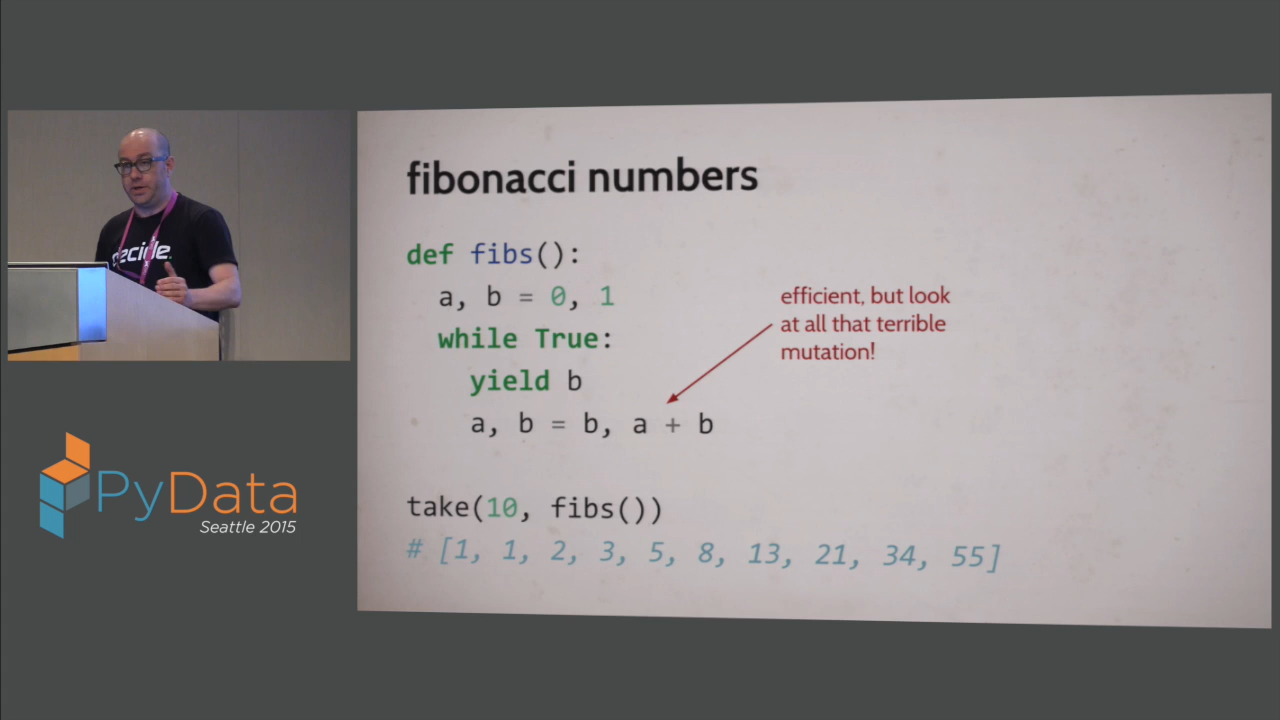 fibonacci numbers
def fibs():
a, b = 0, 1
while True:
yield b
a, b = b, a + b
efficient, but look
at all that terrible
mutation!
take(10, fibs())
# [1, 1, 2, 3, 5, 8, 13, 21, 34, 55]
ecide.
PyData
Seattle 2015